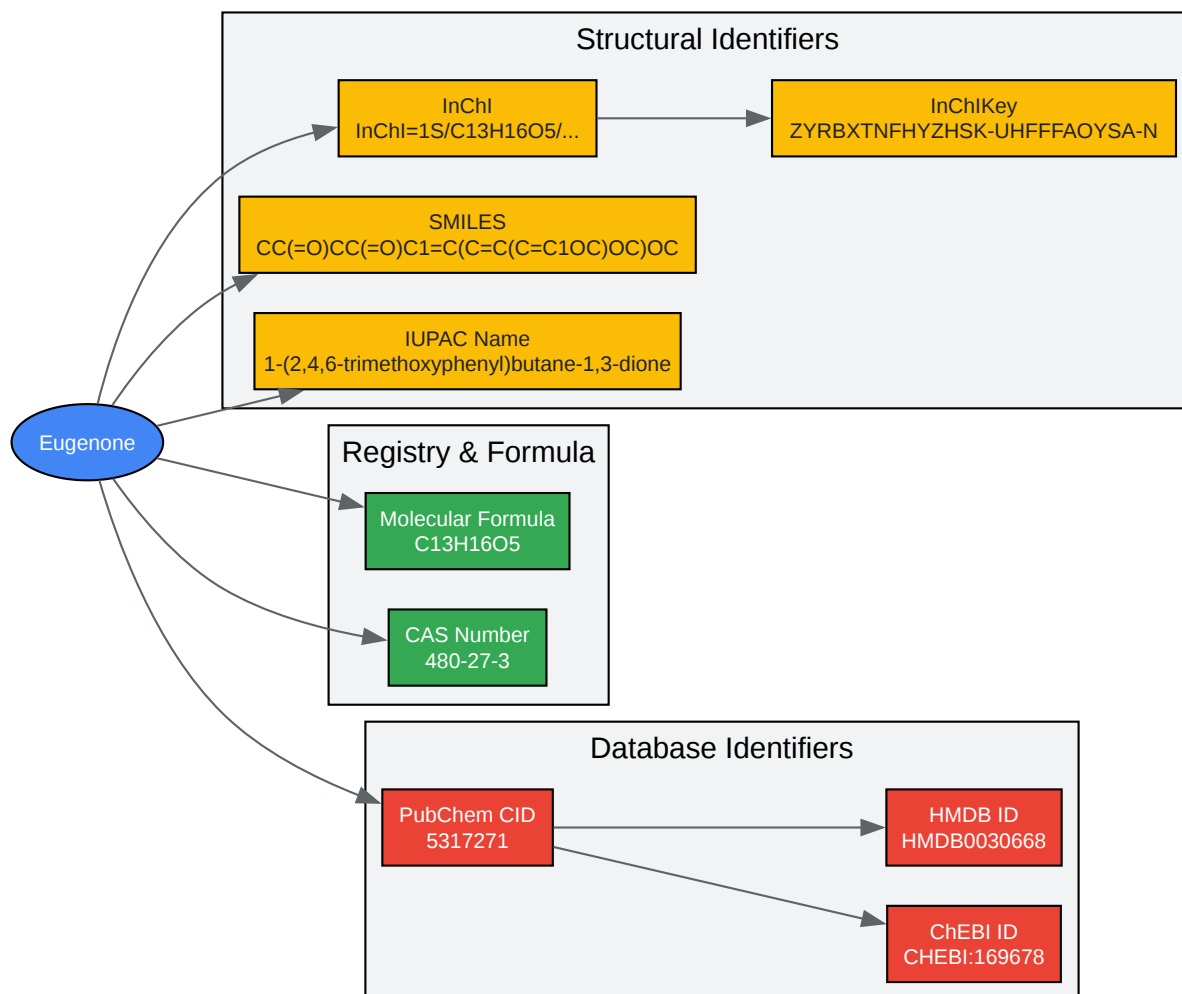 Structural Identifiers
InChI
InChI=1S/C13H16O5/...
InChIKey
ZYRBXTNFHYZHSK-UHFFFAOYSA-N
SMILES
CC(=O)CC(=O)C1=C(C=C(C=C1OC)OC)OC
IUPAC Name
1-(2,4,6-trimethoxyphenyl)butane-1,3-dione
Eugenone
Registry & Formula
Molecular Formula
C13H16O5
CAS Number
480-27-3
Database Identifiers
PubChem CID
5317271
HMDB ID
HMDB0030668
ChEBI ID
CHEBI:169678